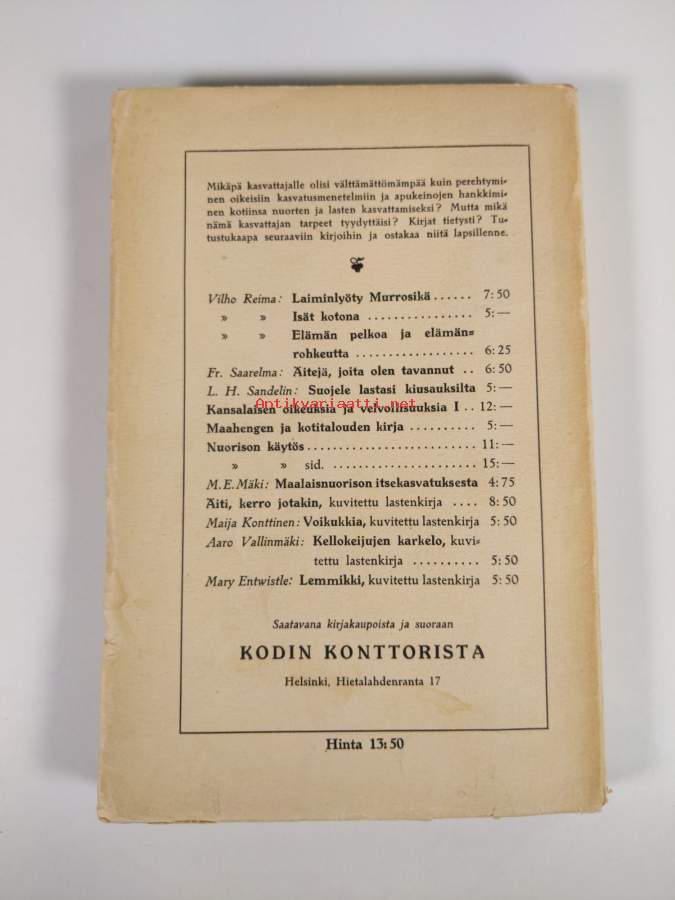 Mikäpä kasvattajalle olisi välttämättömämpää kuin perehtymi=
nen oikeisiin kasvatusmenetelmiin ja apukeinojen hankkimi=
nen kotiinsa nuorten ja lasten kasvattamiseksi? Mutta mikä
nämä kasvattajan tarpeet tyydyttäisi? Kirjat tietysti? Tu=
tustukaapa seuraaviin kirjoihin ja ostakaa niitä lapsillenne.
Vilho Reima: Laiminlyöty Murrosikä ...... 7: 50
» » Isät kotona ................ 5: —
» » Elämän pelkoa ja elämän=
rohkeutta .................. 6: 25
Fr. Saarelma: Äitejä, joita olen tavannut .. 6: 50
L. H. Sandelin: Suojele lastasi kiusauksilta 5: —
Antikvariaatti.net
Kansalaisen oikeuksia ja velvollisuuksia I .. 12: —
Maahengen ja kotitalouden kirja .......... 5: —
Nuorison käytös ........................ 11: —
» » sid. .................... 15: —
M. E. Mäki: Maalaisnuorison itsekasvatuksesta 4: 75
Äiti, kerro jotakin, kuvitettu lastenkirja .... 8: 50
Maija Konttinen: Voikukkia, kuvitettu lastenkirja 5: 50
Aaro Vallinmäki: Kellokeijujen karkelo, kuvi=
tettu lastenkirja .......... 5: 50
Mary Entwistle: Lemmikki, kuvitettu lastenkirja 5: 50
Saatavana kirjakaupoista ja suoraan
KODIN KONTTORISTA
Helsinki, Hietalahdenranta 17
Hinta 13: 50